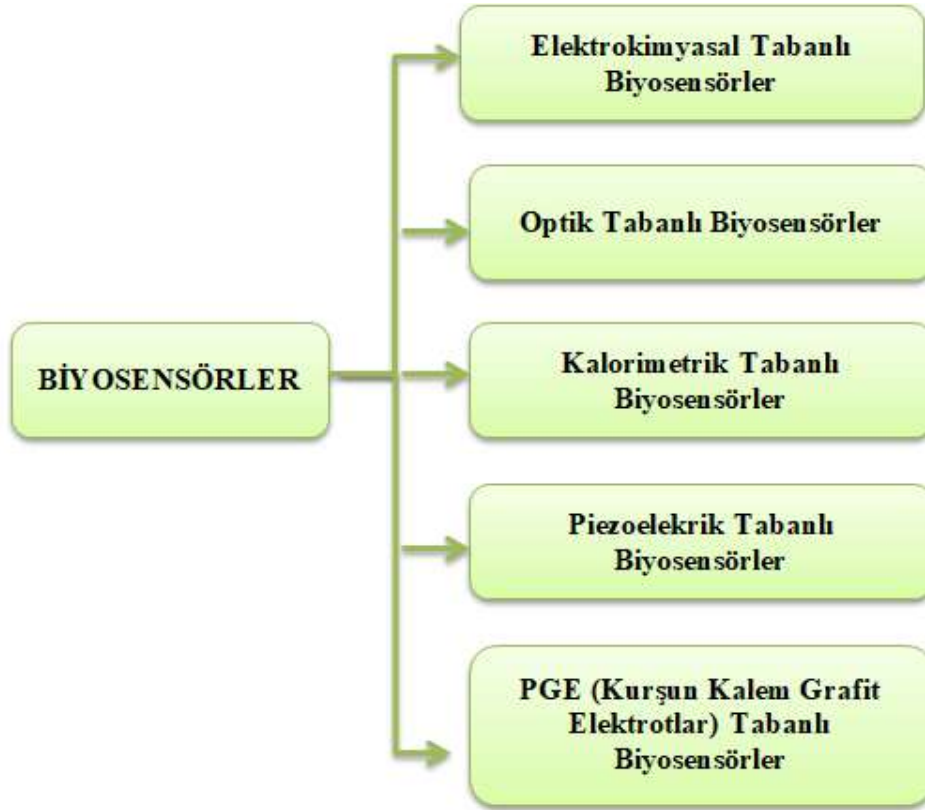 Elektrokimyasal Tabanlı
Biyosensörler
Optik Tabanlı Biyosensörler
BİYOSENSÖRLER
Kalorimetrik Tabanlı
Biyosensörler
Piezoelekrik Tabanlı
Biyosensörler
PGE (Kurşun Kalem Grafit
Elektrotlar) Tabanlı
Biyosensörler